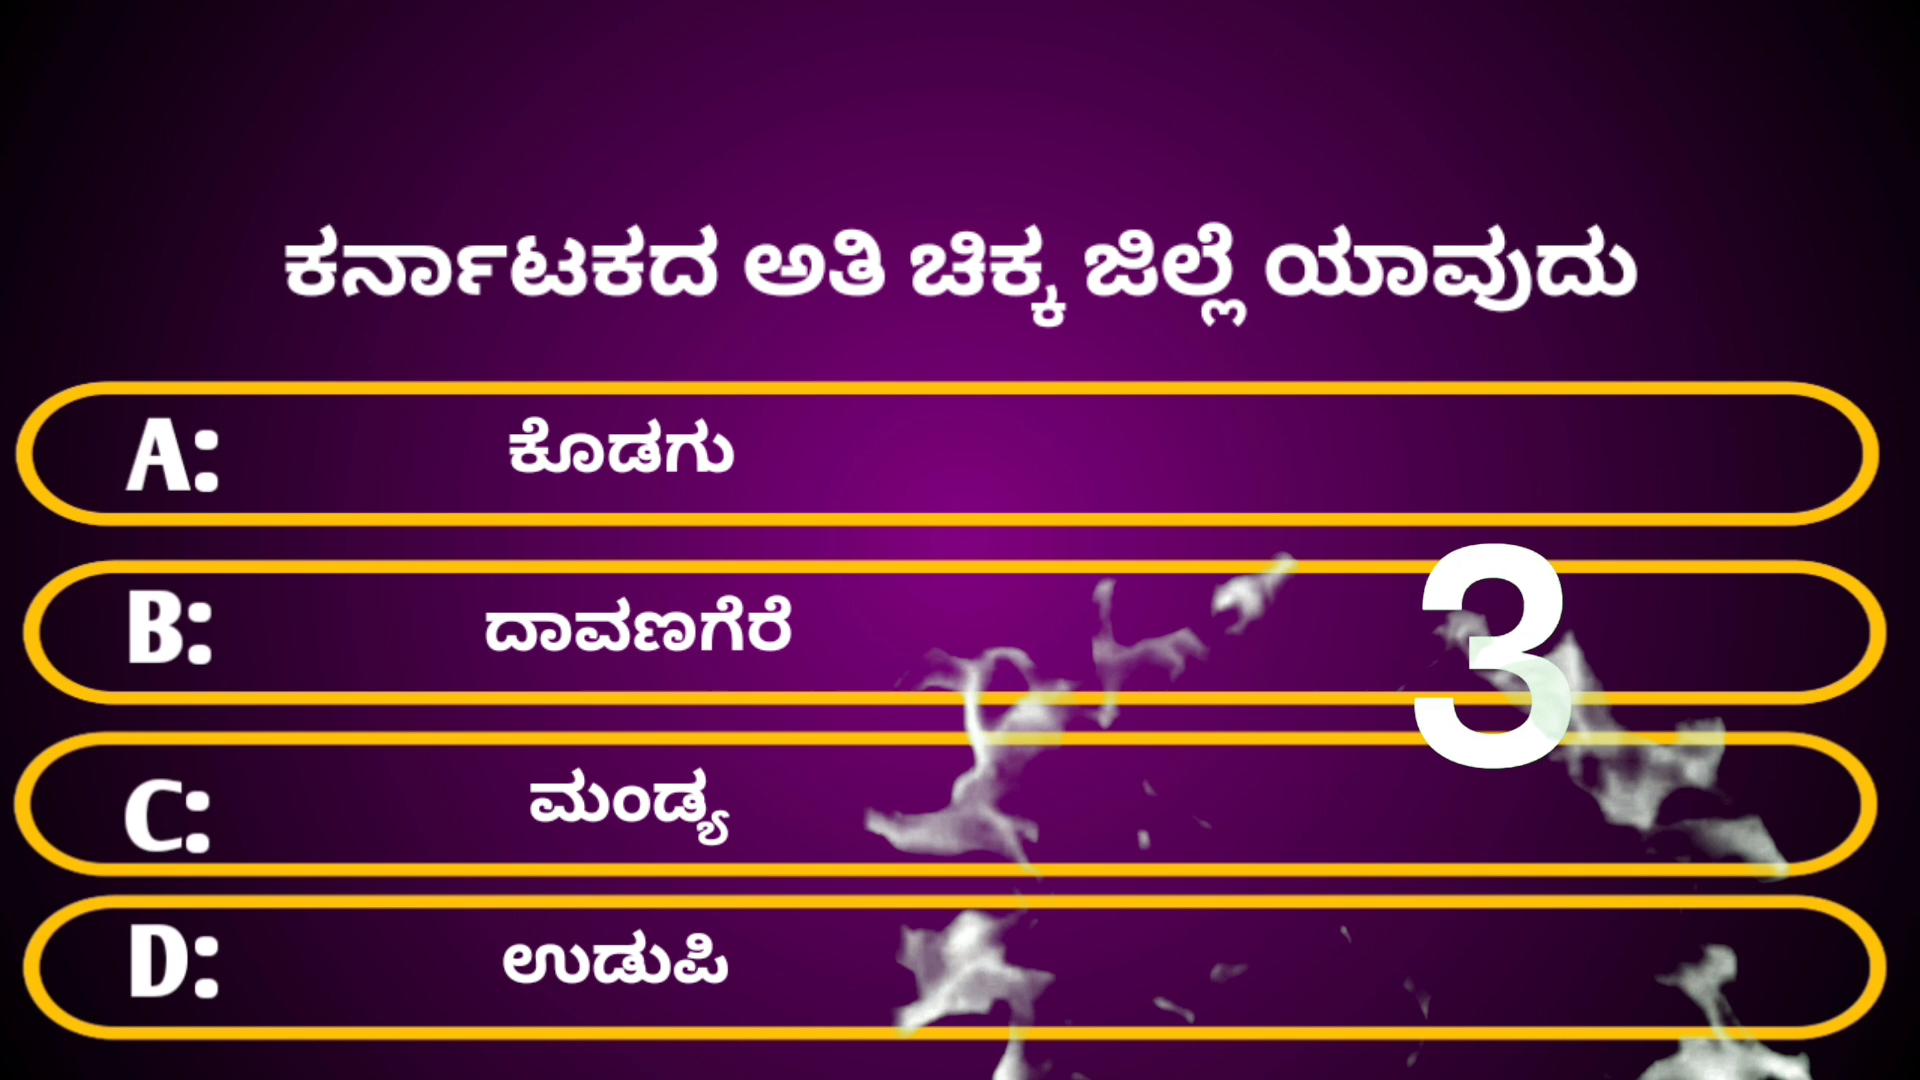 ಕರ್ನಾಟಕದ ಅತಿ ಚಿಕ್ಕ ಜಿಲ್ಲೆ ಯಾವುದು
A: ಕೊಡಗು
B: ದಾವಣಗೆರೆ
3
C: ಮಂಡ್ಯ
D: ಉಡುಪಿ